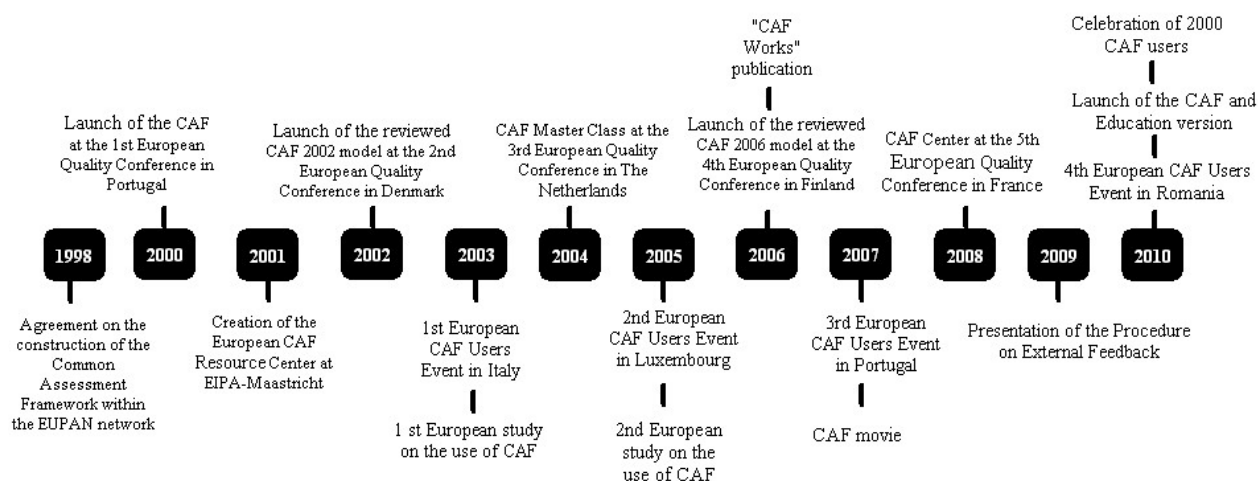 Agreement on the
construction of the
Common
Assessment
Framework within
the EUPAN network
1998
Launch of the CAF
at the 1st European
Quality Conference in
Portugal
2000
2001
Creation of the
European CAF
Resource Center at
EIPA-Maastricht
Launch of the reviewed
CAF 2002 model at the 2nd
European Quality
Conference in Denmark
2002
2003
1st European
CAF Users
Event in Italy
1 st European study
on the use of CAF
CAF Master Class at the
3rd European Quality
Conference in The
Netherlands
2004
2005
2nd European
CAF Users Event
in Luxembourg
2nd European
study on the
use of CAF
"CAF
Works"
publication
Launch of the reviewed
CAF 2006 model at the
4th European Quality
Conference in Finland
2006
2007
3rd European
CAF Users Event
in Portugal
CAF movie
CAF Center at the 5th
European Quality
Conference in France
2008
2009
Presentation of the Procedure
on External Feedback
Celebration of 2000
CAF users
Launch of the CAF and
Education version
4th European CAF Users
Event in Romania
2010